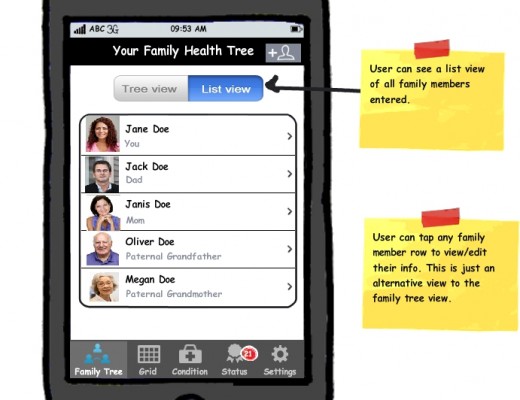 ABC 3G 09:53 AM
Your Family Health Tree
Tree view List view
Jane Doe
You
Jack Doe
Dad
Janis Doe
Mom
Oliver Doe
Paternal Grandfather
Megan Doe
Paternal Grandmother
21
Family Tree Grid Condition Status Settings
User can see a list view
of all family members
entered.
User can tap any family
member row to view/edit
their info. This is just an
alternative view to the
family tree view.